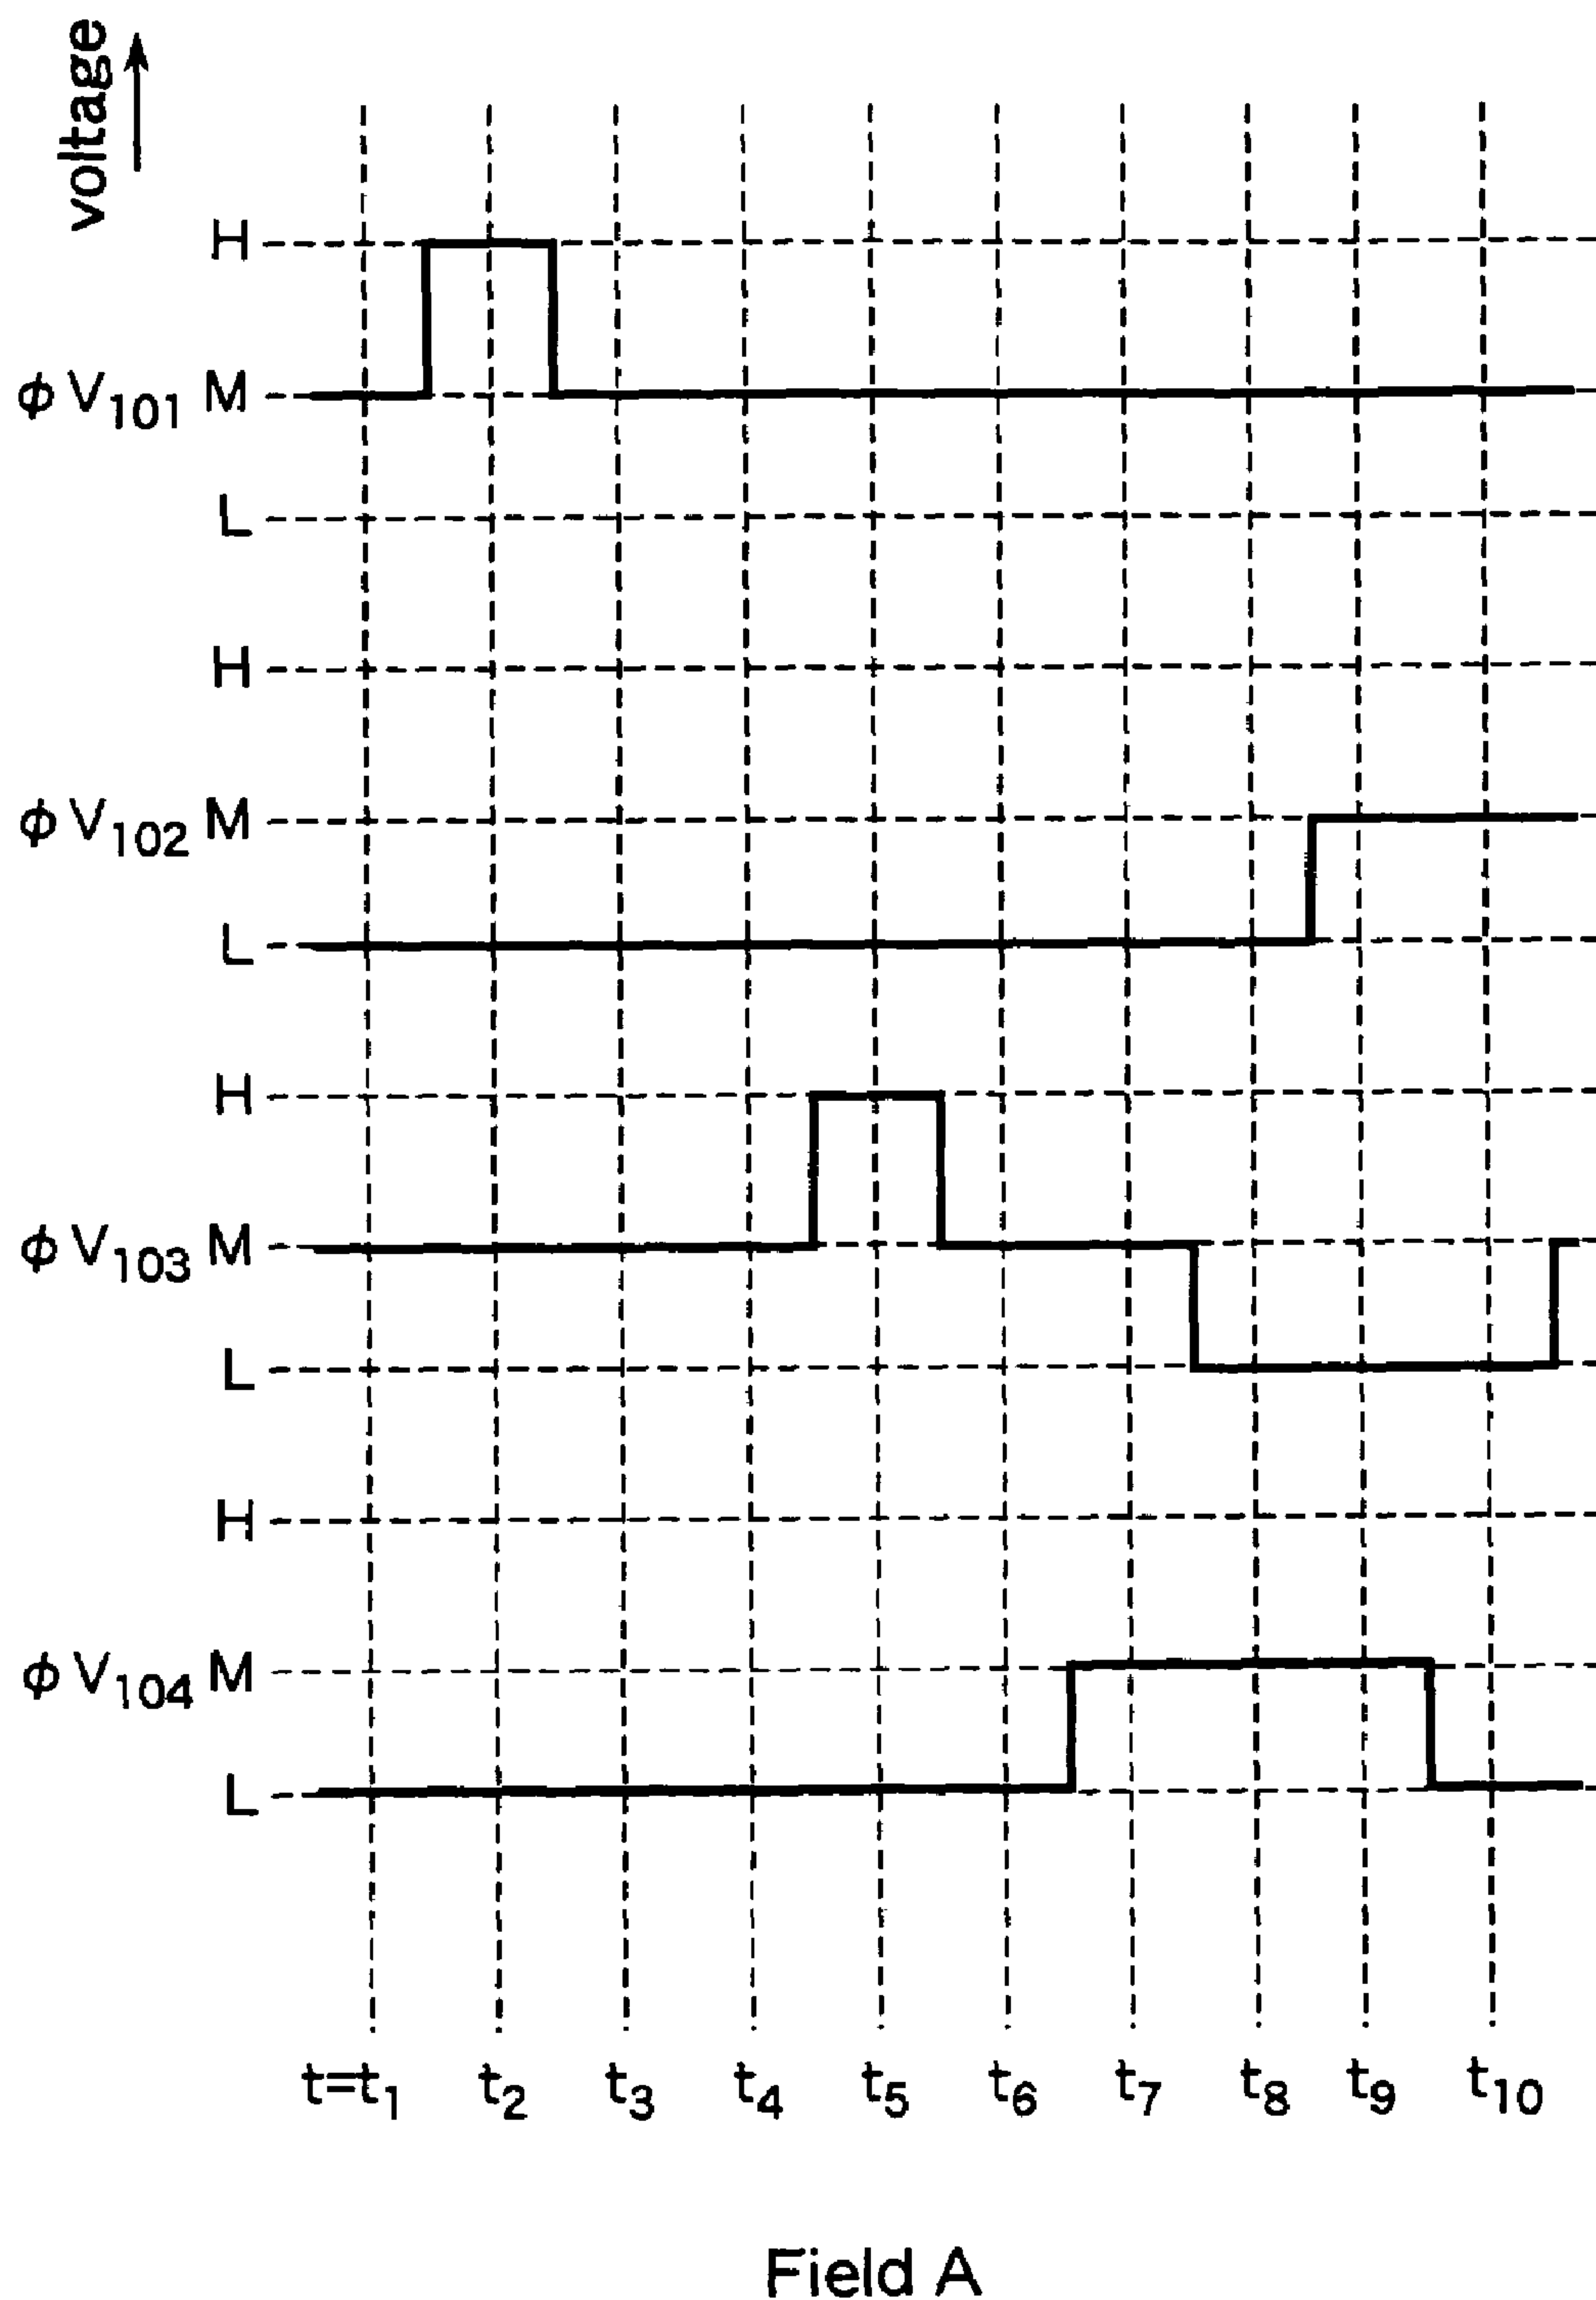 voltage
H
φV₁₀₁ M
L
H
φV₁₀₂ M
L
H
φV₁₀₃ M
L
H
φV₁₀₄ M
L
t=t₁ t₂ t₃ t₄ t₅ t₆ t₇ t₈ t₉ t₁₀
Field A